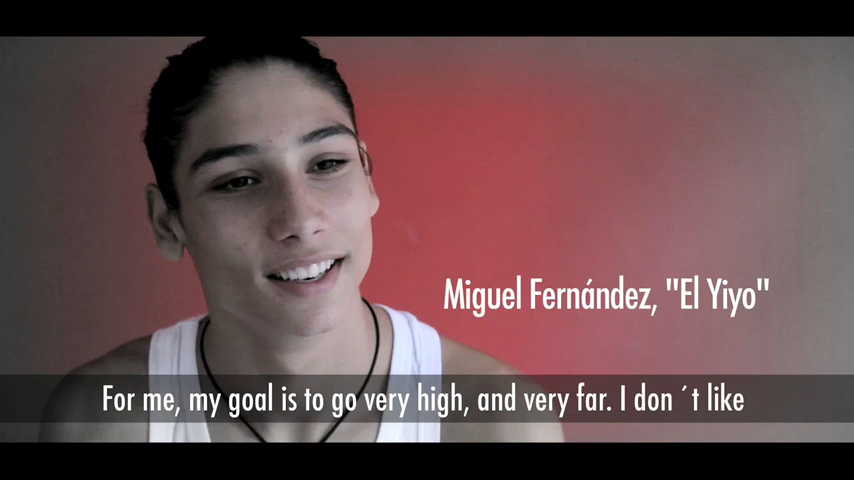 Miguel Fernández, "El Yiyo"
For me, my goal is to go very high, and very far. I don ´t like